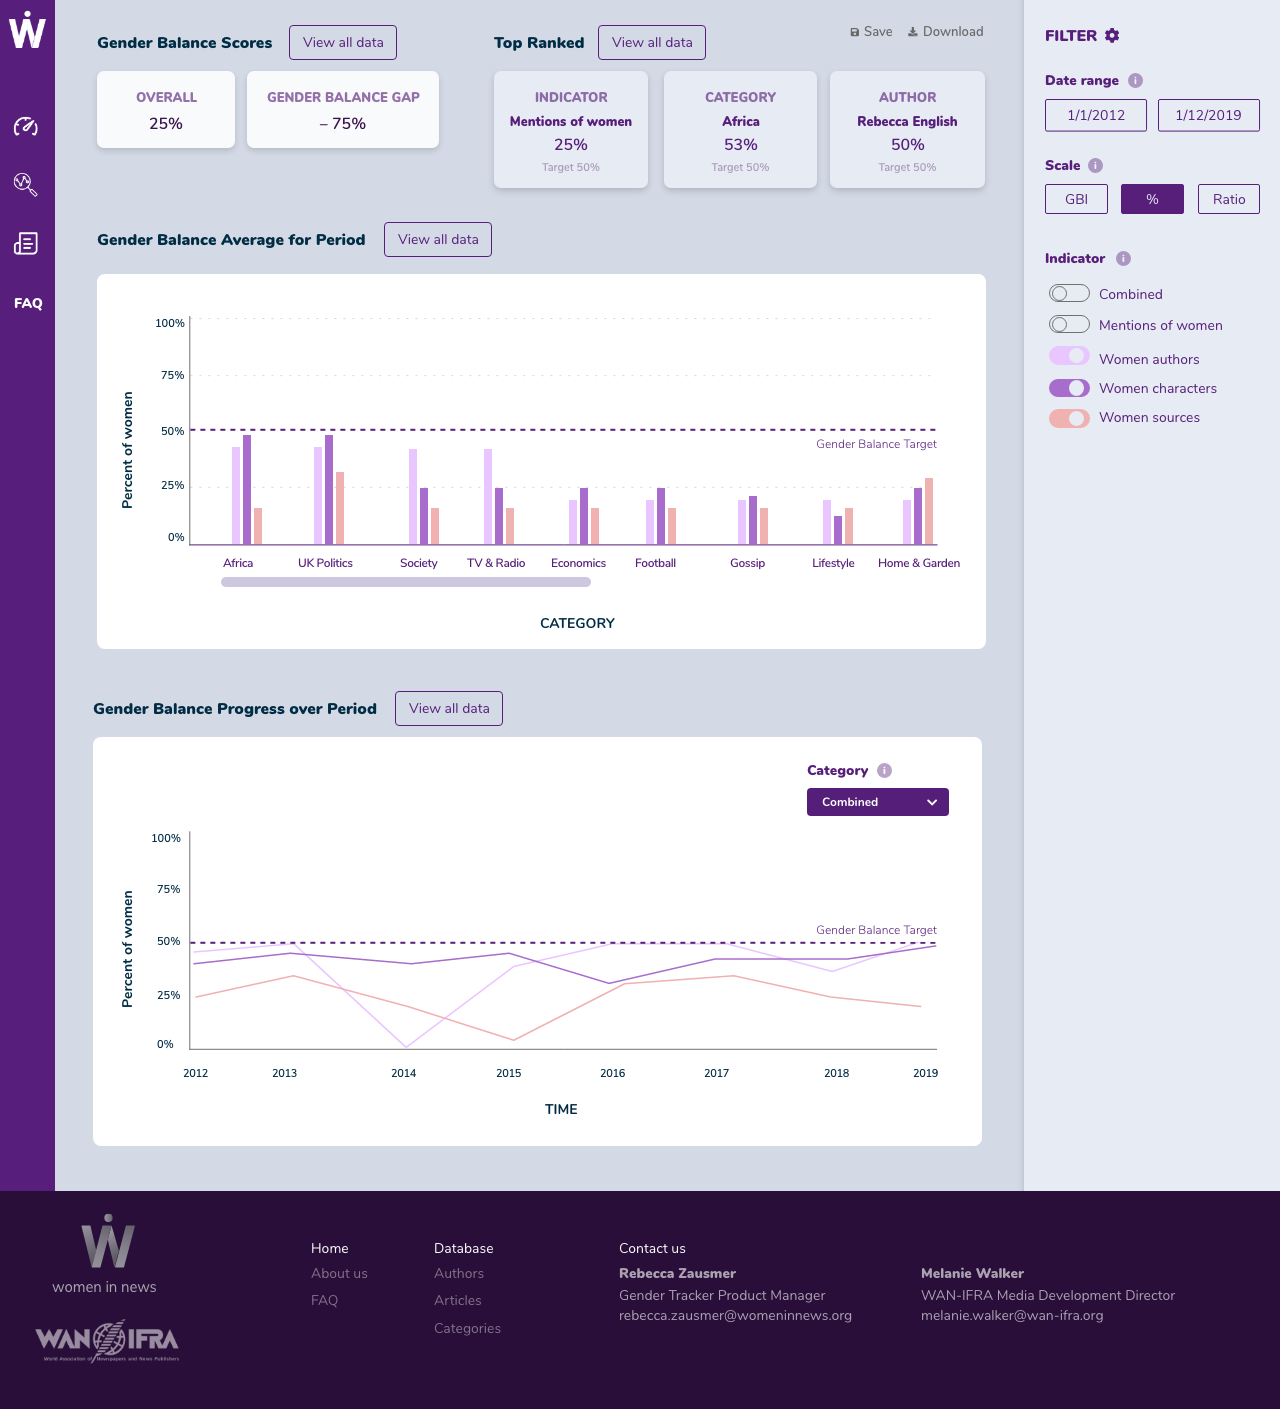 Gender Balance Scores
View all data
OVERALL
25%
GENDER BALANCE GAP
– 75%
Top Ranked
View all data
Save
Download
INDICATOR
Mentions of women
25%
Target 50%
CATEGORY
Africa
53%
Target 50%
AUTHOR
Rebecca English
50%
Target 50%
FAQ
Gender Balance Average for Period
View all data
Percent of women
100%
75%
50%
25%
0%
Gender Balance Target
Africa
UK Politics
Society
TV & Radio
Economics
Football
Gossip
Lifestyle
Home & Garden
CATEGORY
Gender Balance Progress over Period
View all data
Category
Combined
Percent of women
100%
75%
50%
25%
0%
Gender Balance Target
2012
2013
2014
2015
2016
2017
2018
2019
TIME
FILTER
Date range
1/1/2012
1/12/2019
Scale
GBI
%
Ratio
Indicator
Combined
Mentions of women
Women authors
Women characters
Women sources
women in news
WAN IFRA
World Association of Newspapers and News Publishers
Home
About us
FAQ
Database
Authors
Articles
Categories
Contact us
Rebecca Zausmer
Gender Tracker Product Manager
rebecca.zausmer@womeninnews.org
Melanie Walker
WAN-IFRA Media Development Director
melanie.walker@wan-ifra.org